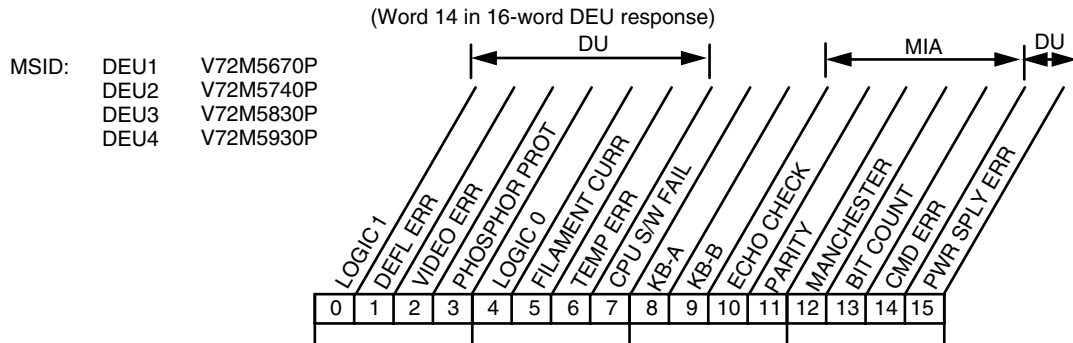 (Word 14 in 16-word DEU response)
DU
MIA
DU
MSID: DEU1 V72M5670P
DEU2 V72M5740P
DEU3 V72M5830P
DEU4 V72M5930P
LOGIC 1
DEFL ERR
VIDEO ERR
PHOSPHOR PROT
LOGIC 0
FILAMENT CURR
TEMP ERR
CPU S/W FAIL
KB-A
KB-B
ECHO CHECK
PARITY
MANCHESTER
BIT COUNT
CMD ERR
PWR SPLY ERR
0 1 2 3 4 5 6 7 8 9 10 11 12 13 14 15